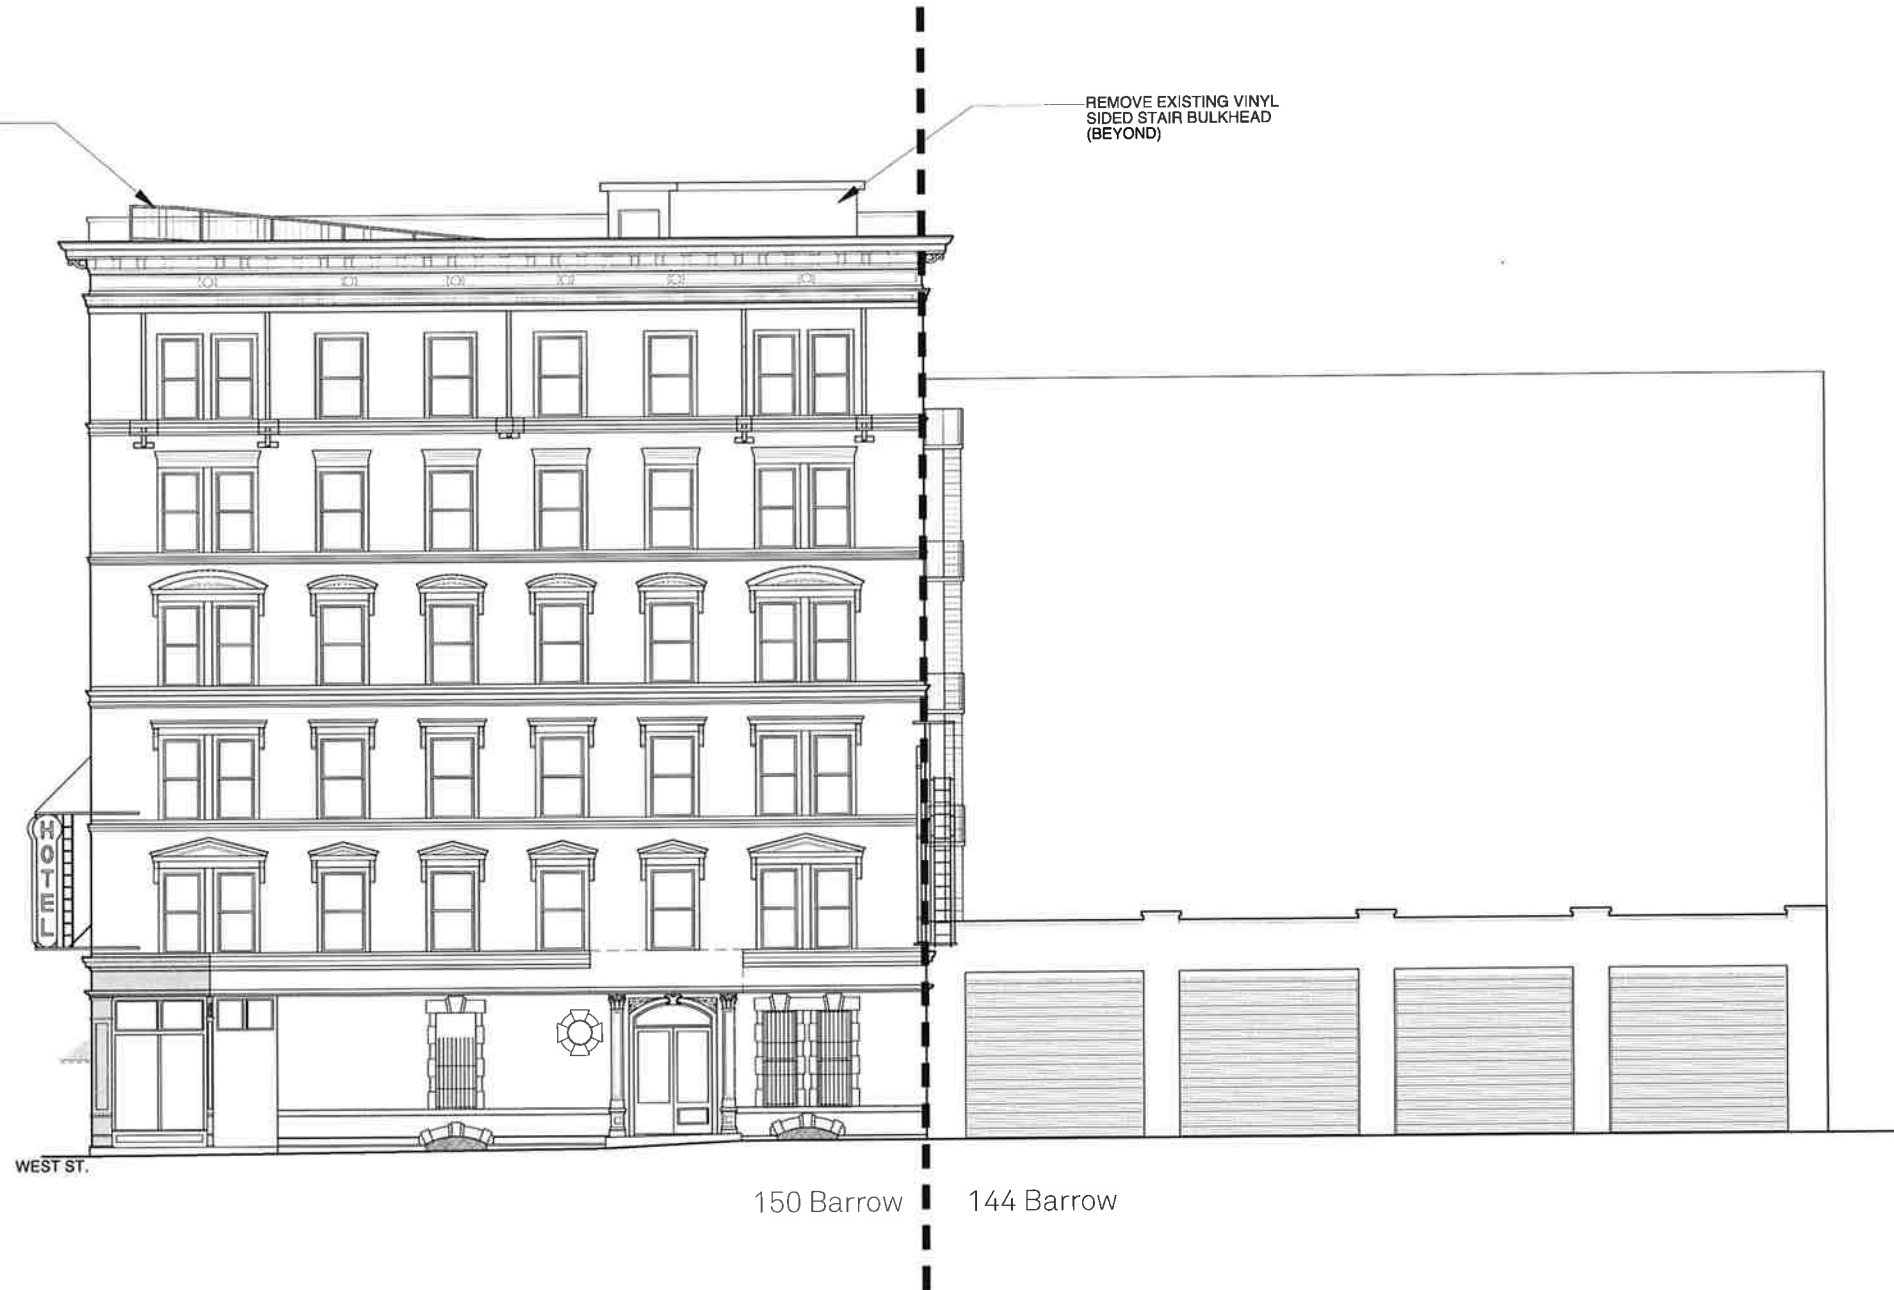 REMOVE EXISTING VINYL
SIDED STAIR BULKHEAD
(BEYOND)
HOTEL
WEST ST.
150 Barrow
144 Barrow